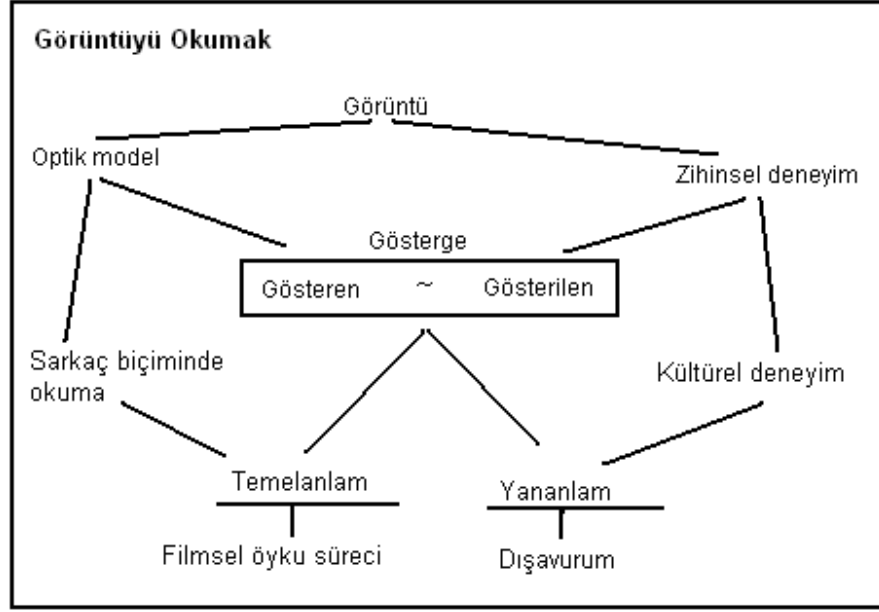 Görüntüyü Okumak
Görüntü
Optik model
Zihinsel deneyim
Gösterge
Gösteren ~ Gösterilen
Sarkaç biçiminde
okuma
Kültürel deneyim
Temelanlam
Yananlam
Filmsel öyku süreci
Dışavurum